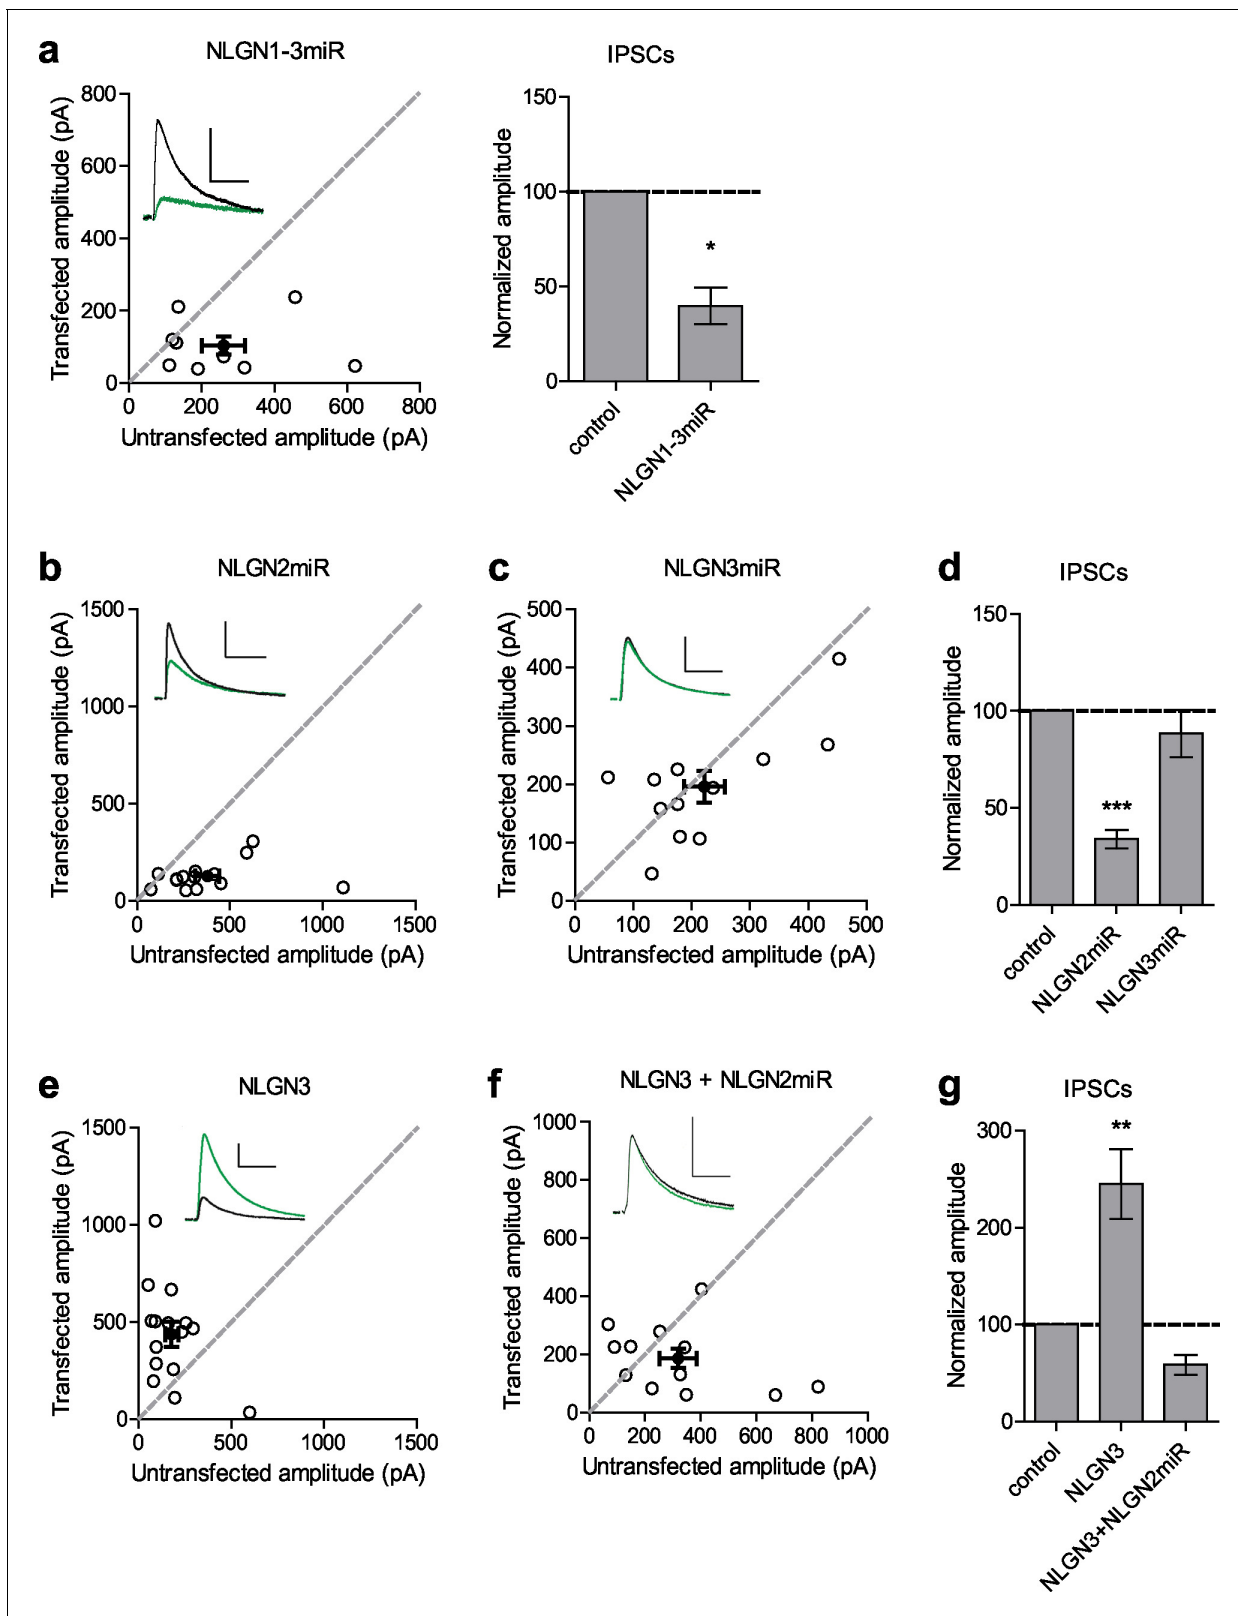 a
NLGN1-3miR
IPSCs
Transfected amplitude (pA)
800
600
400
200
0
0 200 400 600 800
Untransfected amplitude (pA)
Normalized amplitude
150
100
50
0
*
control
NLGN1-3miR
b
NLGN2miR
Transfected amplitude (pA)
1500
1000
500
0
0 500 1000 1500
Untransfected amplitude (pA)
c
NLGN3miR
Transfected amplitude (pA)
500
400
300
200
100
0
0 100 200 300 400 500
Untransfected amplitude (pA)
d
IPSCs
Normalized amplitude
150
100
50
0
***
control
NLGN2miR
NLGN3miR
e
NLGN3
Transfected amplitude (pA)
1500
1000
500
0
0 500 1000 1500
Untransfected amplitude (pA)
f
NLGN3 + NLGN2miR
Transfected amplitude (pA)
1000
800
600
400
200
0
0 200 400 600 800 1000
Untransfected amplitude (pA)
g
IPSCs
Normalized amplitude
300
200
100
0
**
control
NLGN3
NLGN3+NLGN2miR